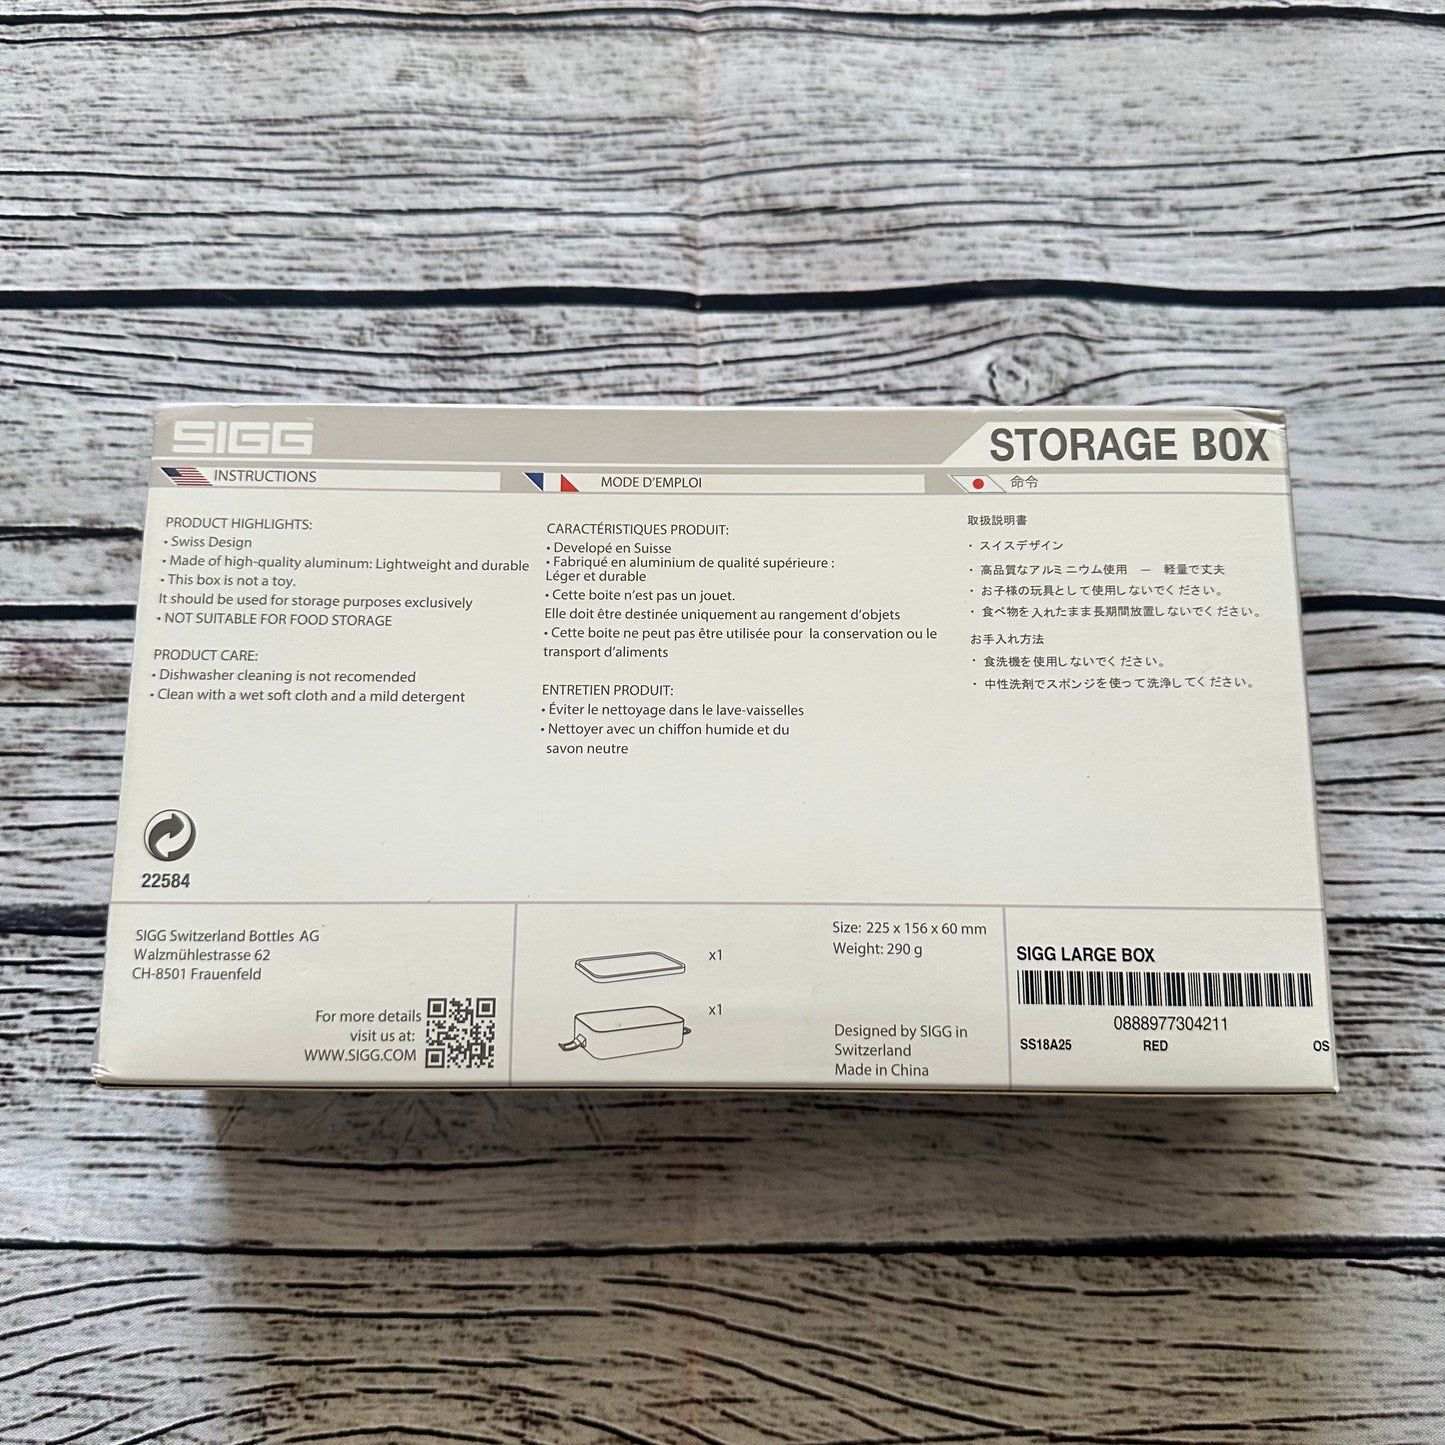 SIGG
STORAGE BOX
INSTRUCTIONS
PRODUCT HIGHLIGHTS:
• Swiss Design
• Made of high-quality aluminum: Lightweight and durable
• This box is not a toy.
It should be used for storage purposes exclusively
• NOT SUITABLE FOR FOOD STORAGE
PRODUCT CARE:
• Dishwasher cleaning is not recomended
• Clean with a wet soft cloth and a mild detergent
MODE D'EMPLOI
CARACTÉRISTIQUES PRODUIT:
• Developé en Suisse
• Fabriqué en aluminium de qualité supérieure :
Léger et durable
• Cette boite n'est pas un jouet.
Elle doit être destinée uniquement au rangement d'objets
• Cette boite ne peut pas être utilisée pour la conservation ou le
transport d'aliments
ENTRETIEN PRODUIT:
• Éviter le nettoyage dans le lave-vaisselles
• Nettoyer avec un chiffon humide et du
savon neutre
命令
取扱説明書
・ スイスデザイン
・ 高品質なアルミニウム使用 ー 軽量で丈夫
・ お子様の玩具として使用しないでください。
・ 食べ物を入れたまま長期間放置しないでください。
お手入れ方法
・ 食洗機を使用しないでください。
・ 中性洗剤でスポンジを使って洗浄してください。
22584
SIGG Switzerland Bottles AG
Walzmühlestrasse 62
CH-8501 Frauenfeld
For more details
visit us at:
WWW.SIGG.COM
x1
x1
Size: 225 x 156 x 60 mm
Weight: 290 g
Designed by SIGG in
Switzerland
Made in China
SIGG LARGE BOX
0888977304211
SS18A25 RED OS